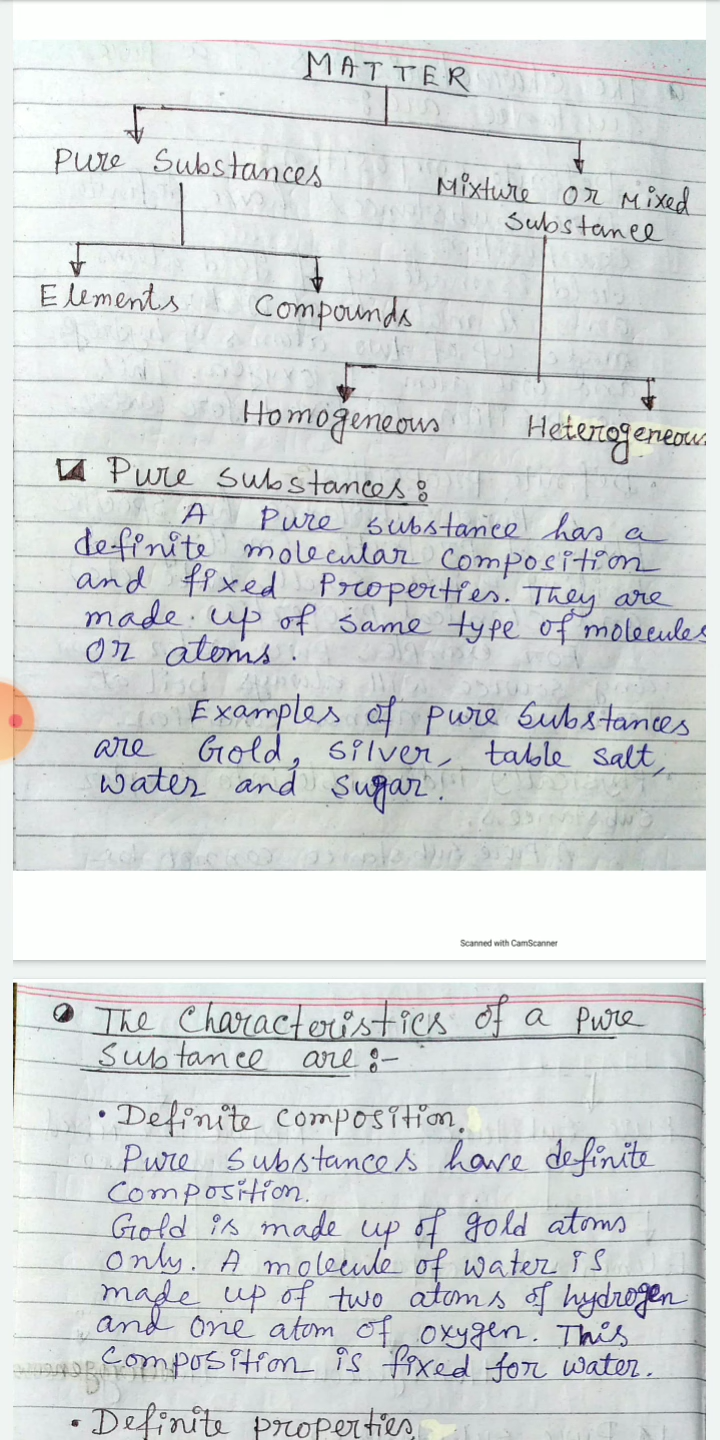 MATTER
Pure Substances
Mixture or Mixed
Substance
Elements
Compounds
Homogeneous
Heterogeneous
Pure substances:
A Pure substance has a
definite molecular composition
and fixed Properties. They are
made up of same type of molecules
or atoms.
Examples of pure Substances
are Gold, silver, table salt,
water and sugar.
Scanned with CamScanner
The Characteristics of a Pure
Substance are:-
• Definite composition.
Pure substances have definite
composition.
Gold is made up of gold atoms
only. A molecule of water is
made up of two atoms of hydrogen
and one atom of oxygen. This
composition is fixed for water.
• Definite properties.